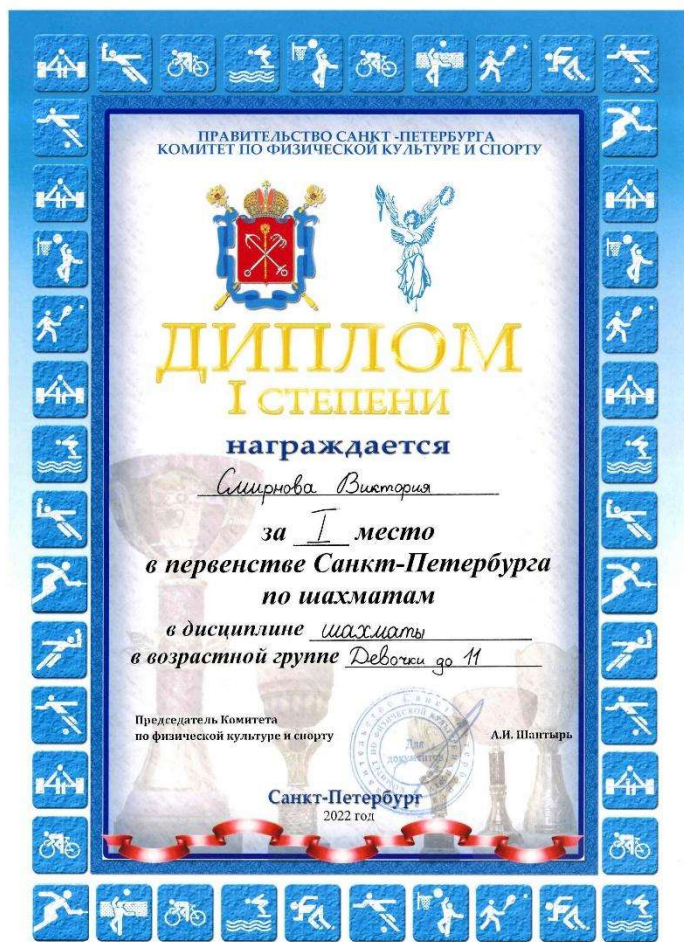 ПРАВИТЕЛЬСТВО САНКТ -ПЕТЕРБУРГА
КОМИТЕТ ПО ФИЗИЧЕСКОЙ КУЛЬТУРЕ И СПОРТУ
ДИПЛОМ
I СТЕПЕНИ
награждается
Смирнова Виктория
за I место
в первенстве Санкт-Петербурга
по шахматам
в дисциплине шахматы
в возрастной группе Девочки до 11
Председатель Комитета
по физической культуре и спорту А.И. Шантырь
Для
документов
Санкт-Петербург
2022 год